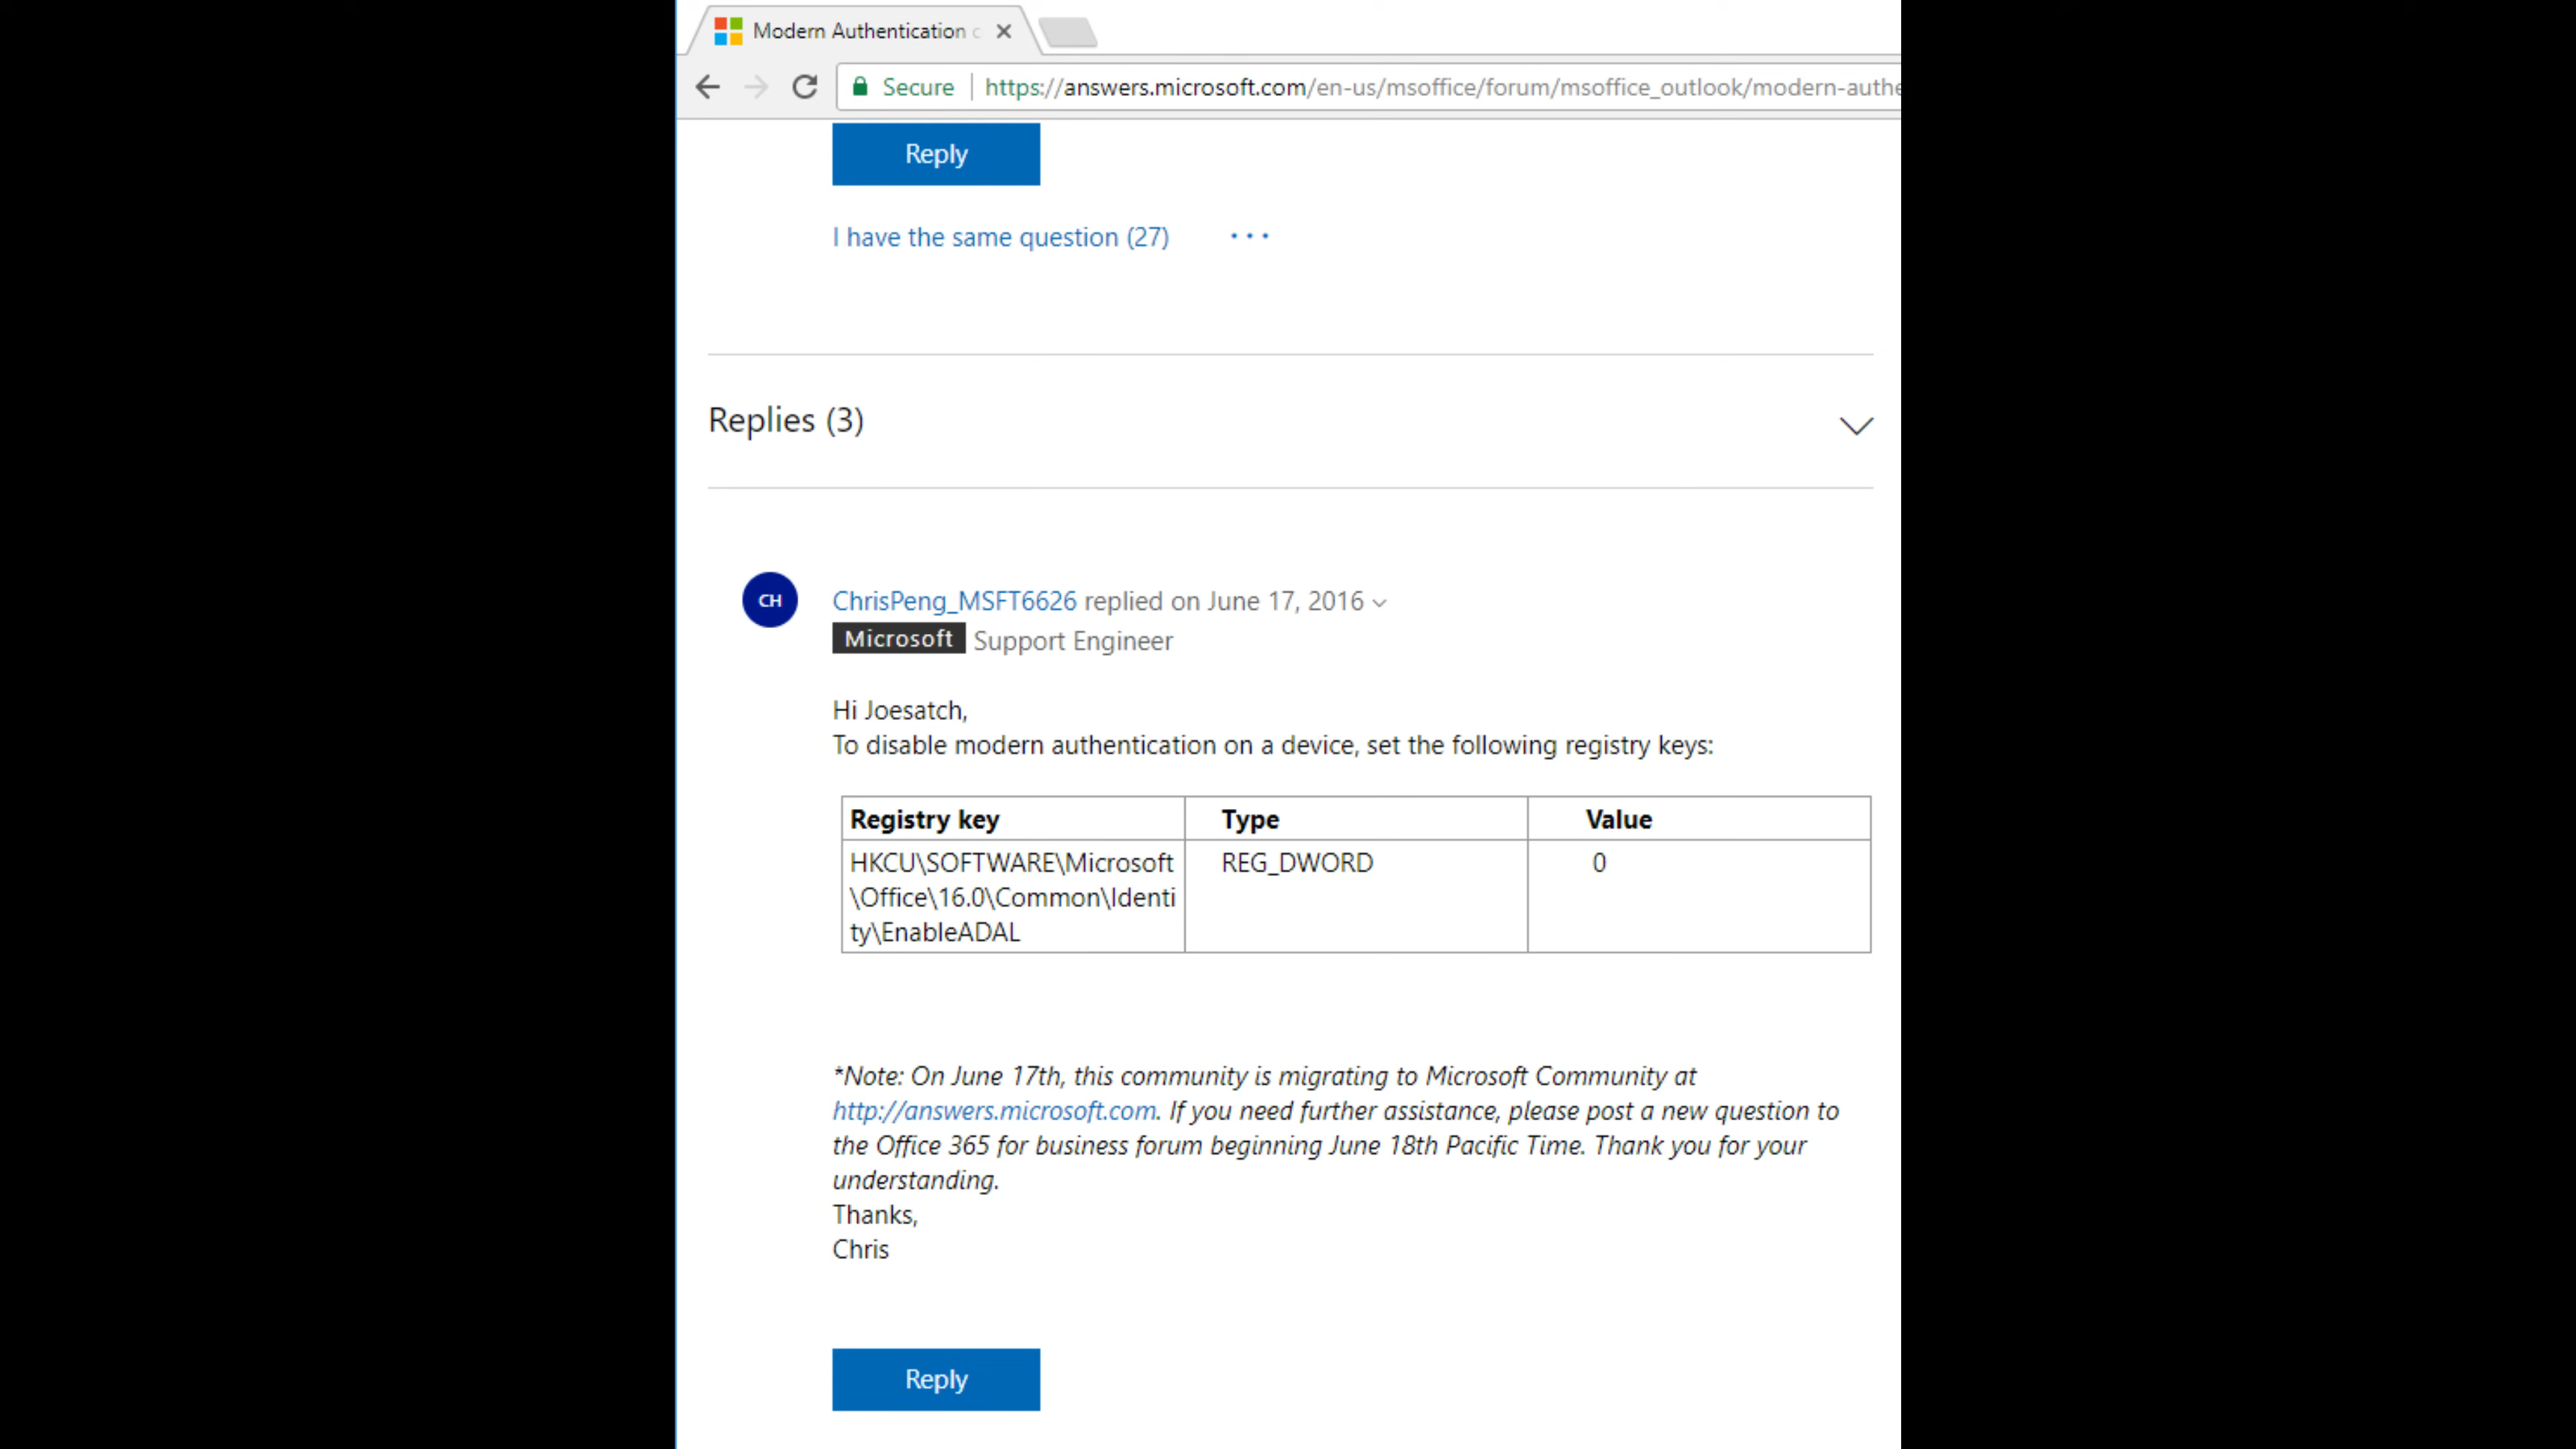 Modern Authentication
Secure https://answers.microsoft.com/en-us/msoffice/forum/msoffice_outlook/modern-authe
Reply
I have the same question (27) ···
Replies (3)
CH
ChrisPeng_MSFT6626 replied on June 17, 2016
Microsoft Support Engineer
Hi Joesatch,
To disable modern authentication on a device, set the following registry keys:
Registry key Type Value
HKCU\SOFTWARE\Microsoft REG_DWORD 0
\Office\16.0\Common\Identi
ty\EnableADAL
*Note: On June 17th, this community is migrating to Microsoft Community at
http://answers.microsoft.com. If you need further assistance, please post a new question to
the Office 365 for business forum beginning June 18th Pacific Time. Thank you for your
understanding.
Thanks,
Chris
Reply